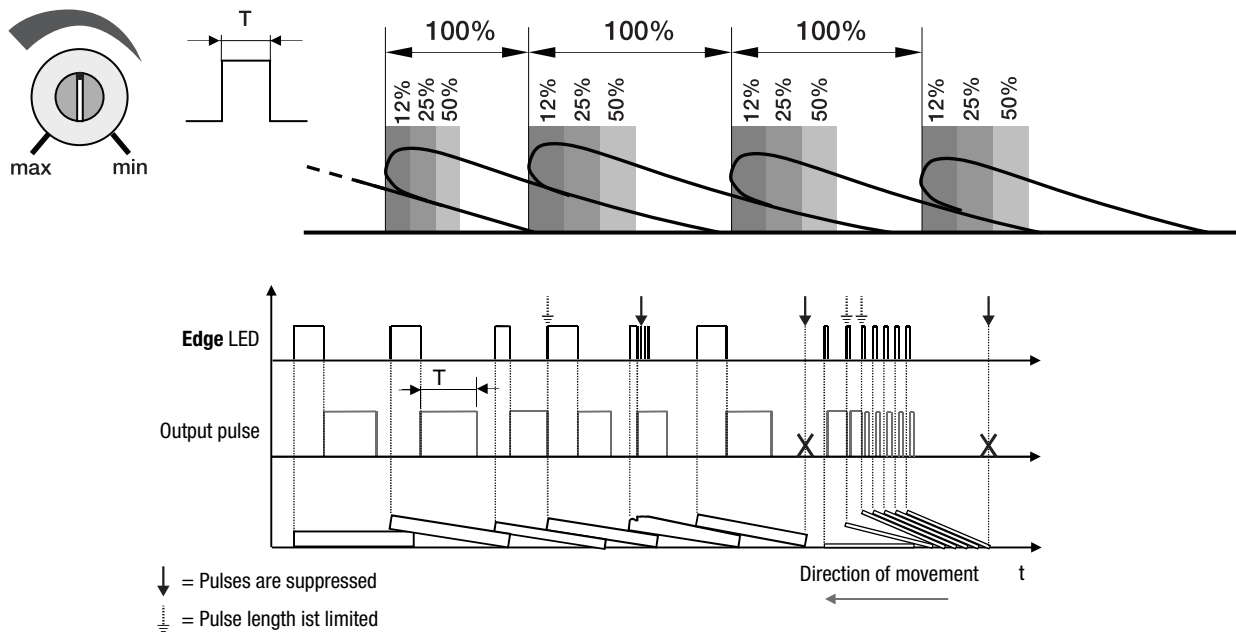 T
max
min
100%
100%
100%
12%
25%
50%
12%
25%
50%
12%
25%
50%
12%
25%
50%
Edge LED
T
Output pulse
Direction of movement
t
= Pulses are suppressed
= Pulse length ist limited